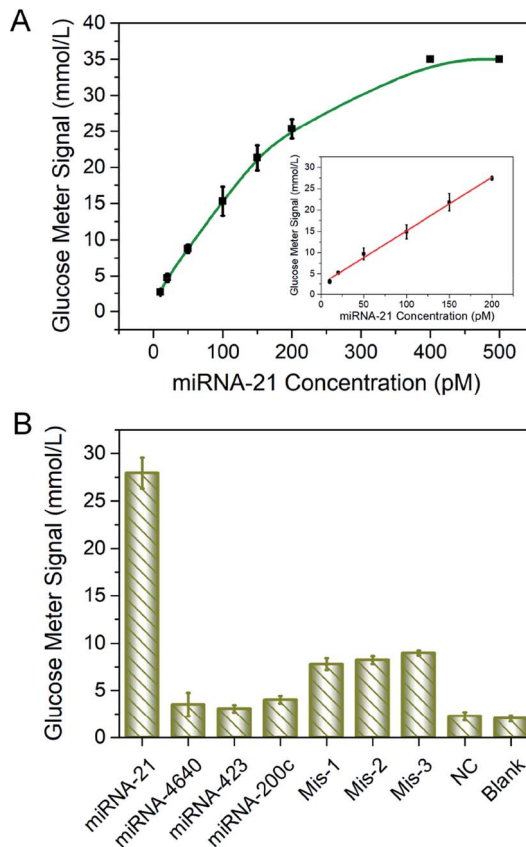 A
Glucose Meter Signal (mmol/L)
40
35
30
25
20
15
10
5
0
0 100 200 300 400 500
miRNA-21 Concentration (pM)
Glucose Meter Signal (mmol/L)
30
25
20
15
10
5
0
0 50 100 150 200
miRNA-21 Concentration (pM)
B
Glucose Meter Signal (mmol/L)
30
25
20
15
10
5
0
miRNA-21
miRNA-4640
miRNA-423
miRNA-200c
Mis-1
Mis-2
Mis-3
NC
Blank